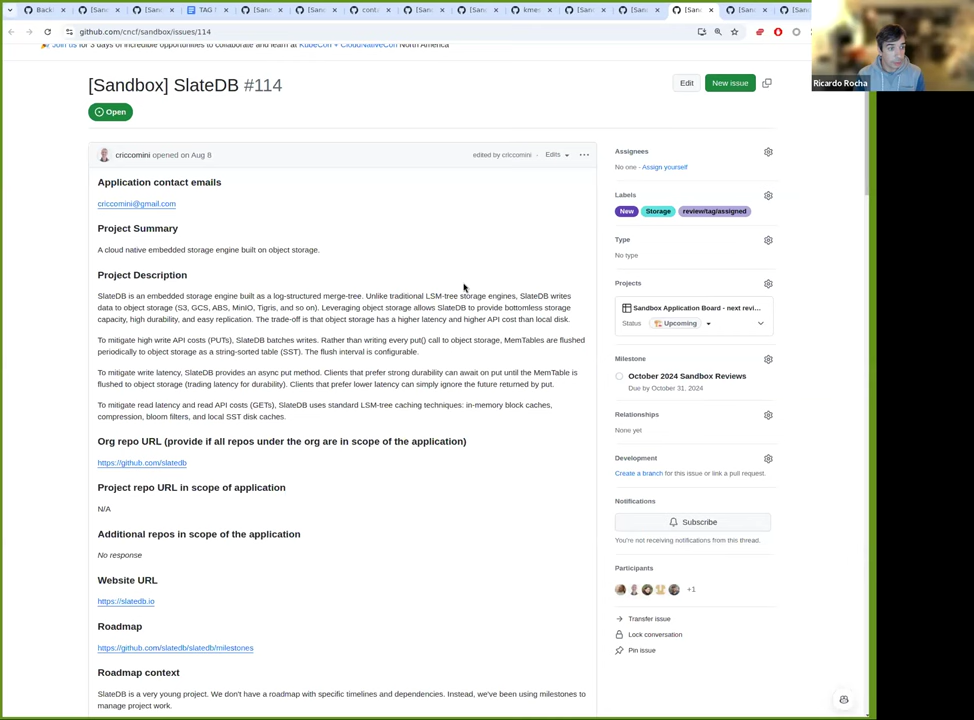 Back
[San
[San
TAG
[San
[San
cont
[San
[San
kme
[San
[San
[San
[San
[San
github.com/cncf/sandbox/issues/114
Join us for 3 days of incredible opportunities to collaborate and learn at KubeCon + CloudNativeCon North America
Ricardo Rocha
[Sandbox] SlateDB #114
Edit
New issue
Open
criccomini opened on Aug 8
edited by criccomini
Edits
Application contact emails
criccomini@gmail.com
Project Summary
A cloud native embedded storage engine built on object storage.
Project Description
SlateDB is an embedded storage engine built as a log-structured merge-tree. Unlike traditional LSM-tree storage engines, SlateDB writes
data to object storage (S3, GCS, ABS, MinIO, Tigris, and so on). Leveraging object storage allows SlateDB to provide bottomless storage
capacity, high durability, and easy replication. The trade-off is that object storage has a higher latency and higher API cost than local disk.
To mitigate high write API costs (PUTs), SlateDB batches writes. Rather than writing every put() call to object storage, MemTables are flushed
periodically to object storage as a string-sorted table (SST). The flush interval is configurable.
To mitigate write latency, SlateDB provides an async put method. Clients that prefer strong durability can await on put until the MemTable is
flushed to object storage (trading latency for durability). Clients that prefer lower latency can simply ignore the future returned by put.
To mitigate read latency and read API costs (GETs), SlateDB uses standard LSM-tree caching techniques: in-memory block caches,
compression, bloom filters, and local SST disk caches.
Org repo URL (provide if all repos under the org are in scope of the application)
https://github.com/slatedb
Project repo URL in scope of application
N/A
Additional repos in scope of the application
No response
Website URL
https://slatedb.io
Roadmap
https://github.com/slatedb/slatedb/milestones
Roadmap context
SlateDB is a very young project. We don't have a roadmap with specific timelines and dependencies. Instead, we've been using milestones to
manage project work.
Assignees
No one - Assign yourself
Labels
New
Storage
review/tag/assigned
Type
No type
Projects
Sandbox Application Board - next revi...
Status
Upcoming
Milestone
October 2024 Sandbox Reviews
Due by October 31, 2024
Relationships
None yet
Development
Create a branch for this issue or link a pull request.
Notifications
Subscribe
You're not receiving notifications from this thread.
Participants
+1
Transfer issue
Lock conversation
Pin issue